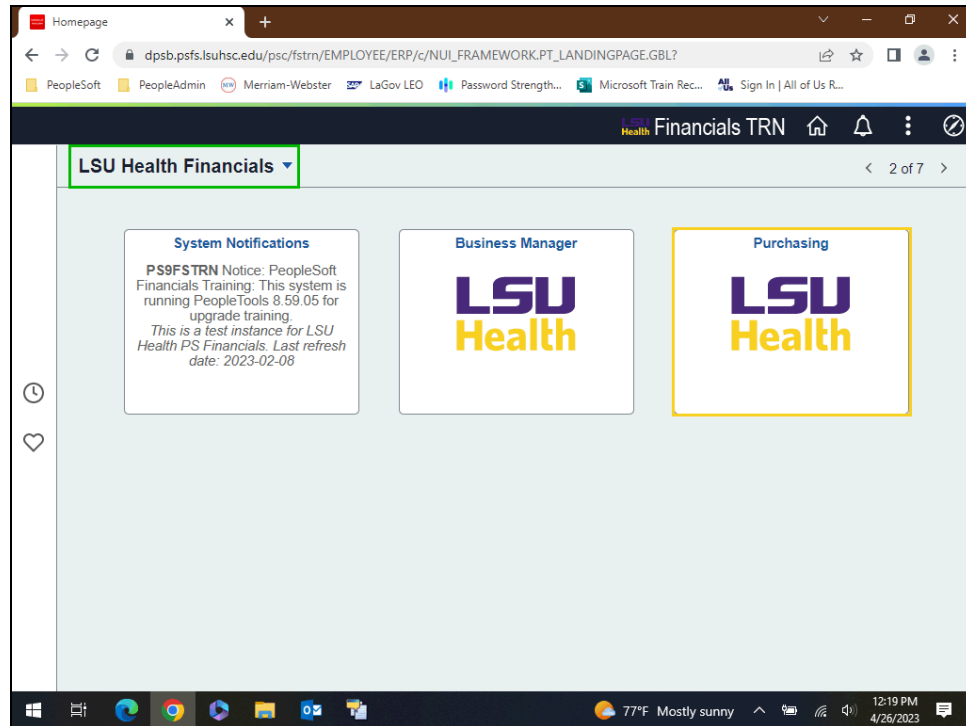 Homepage
dpsb.psfs.lsuhsc.edu/psc/fstrn/EMPLOYEE/ERP/c/NUI_FRAMEWORK.PT_LANDINGPAGE.GBL?
PeopleSoft PeopleAdmin Merriam-Webster LaGov LEO Password Strength... Microsoft Train Rec... Sign In | All of Us R...
LSU Health Financials TRN
LSU Health Financials
2 of 7
System Notifications
PS9FSTRN Notice: PeopleSoft
Financials Training: This system is
running PeopleTools 8.59.05 for
upgrade training.
This is a test instance for LSU
Health PS Financials. Last refresh
date: 2023-02-08
Business Manager
LSU
Health
Purchasing
LSU
Health
77°F Mostly sunny
12:19 PM
4/26/2023